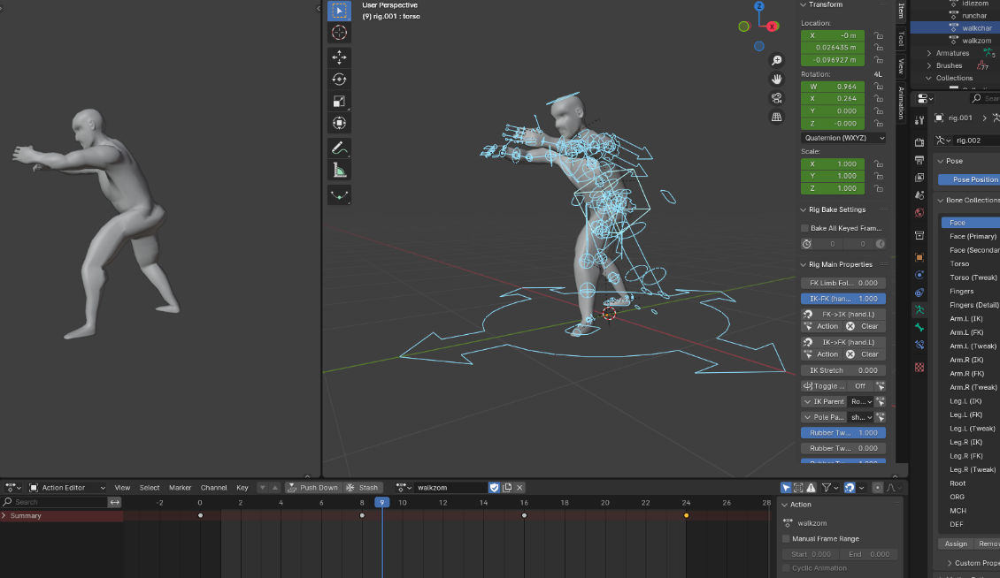 User Perspective
(9) rig.001 : torso
Z
X
Transform
Location:
X -0 m
0.026435 m
-0.096927 m
Rotation: 4L
W 0.964
X 0.264
Y 0.000
Z -0.000
Quaternion (WXYZ)
Scale:
X 1.000
Y 1.000
Z 1.000
Rig Bake Settings
Bake All Keyed Fram...
0 0
Rig Main Properties
FK Limb Fol... 0.000
IK-FK (han... 1.000
FK->IK (hand.L)
Action Clear
IK->FK (hand.L)
Action Clear
IK Stretch 0.000
Toggle ... Off
IK Parent Ro...
Pole Pa... sh...
Rubber Tw... 1.000
Rubber Tw... 0.000
Item
Tool
View
Animation
Idlezom
runchar
walkchar
walkzom
Armatures 5
Brushes 77
Collections
Sear
rig.001
rig.002
Pose
Pose Position
Bone Collections
Face
Face (Primary)
Face (Secondar
Torso
Torso (Tweak)
Fingers
Fingers (Detail)
Arm.L (IK)
Arm.L (FK)
Arm.L (Tweak)
Arm.R (IK)
Arm.R (FK)
Arm.R (Tweak)
Leg.L (IK)
Leg.L (FK)
Leg.L (Tweak)
Leg.R (IK)
Leg.R (FK)
Leg.R (Tweak)
Root
ORG
MCH
DEF
Assign Remov
Custom Prope
Action Editor View Select Marker Channel Key Push Down Stash walkzom
Search
-2 0 2 4 6 8 9 10 12 14 16 18 20 22 24 26 28
Summary
Action
walkzom
Manual Frame Range
Start 0.000 End 0.000
Cyclic Animation